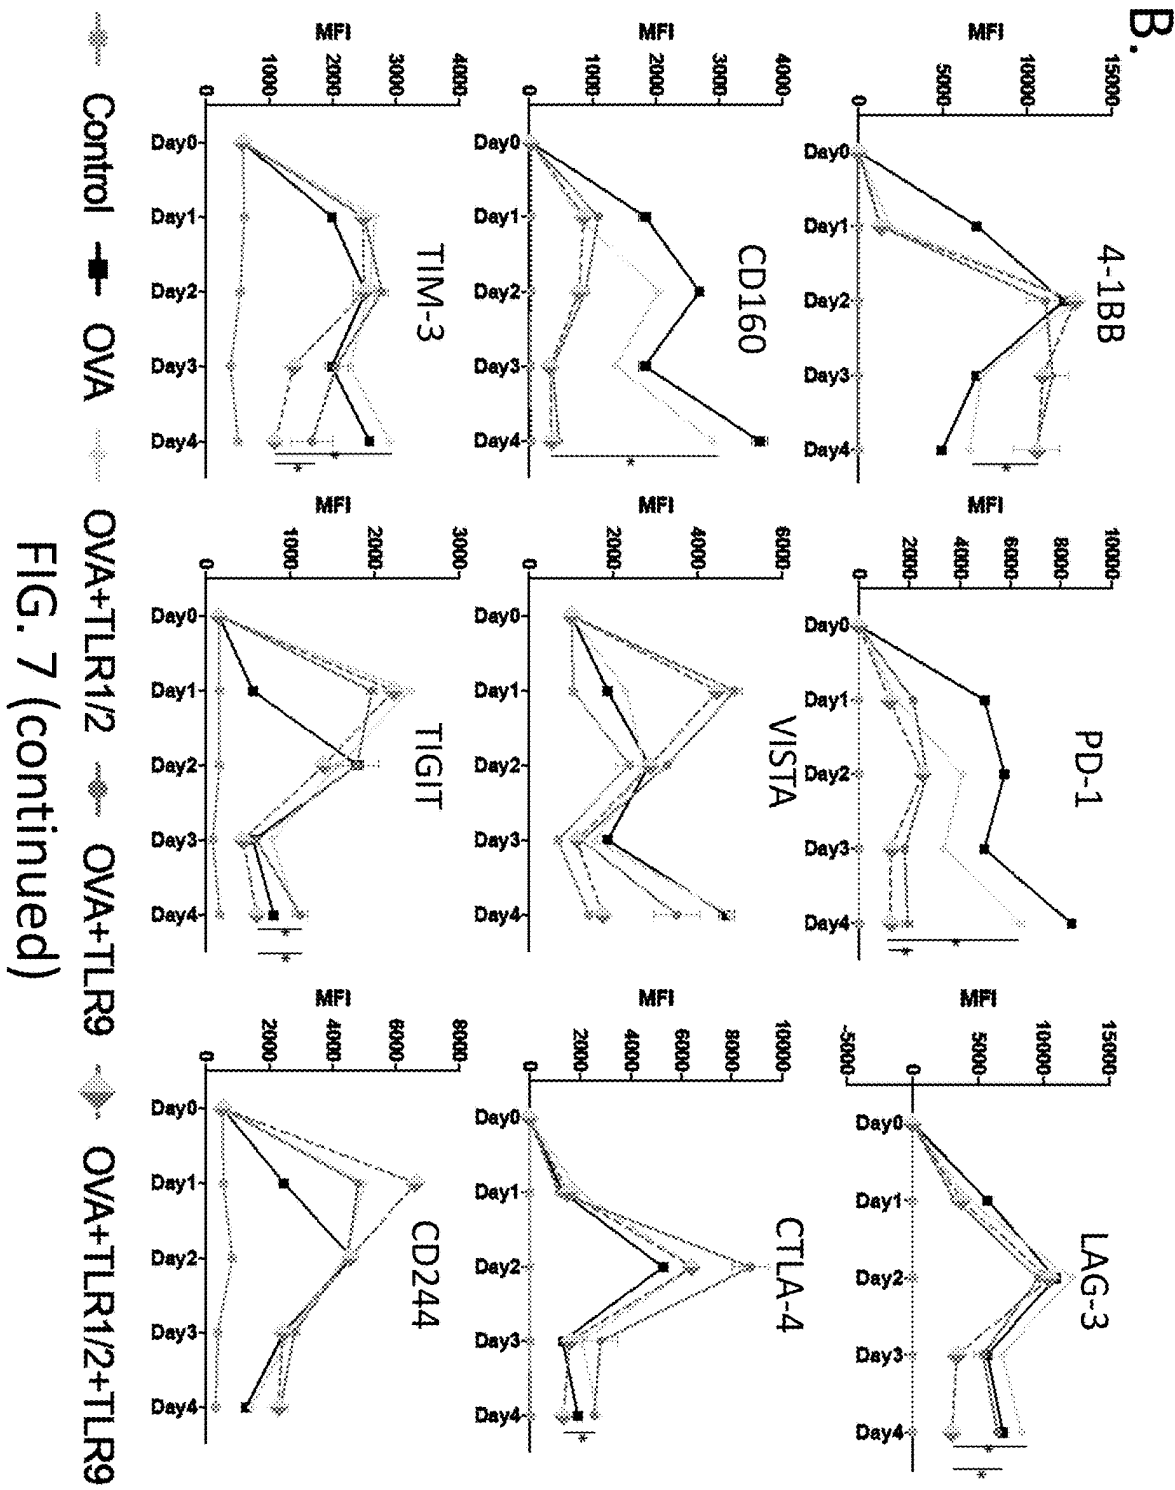 B.
4-1BB
MFI
15000
10000
5000
0
Day0 Day1 Day2 Day3 Day4
*
PD-1
MFI
10000
8000
6000
4000
2000
0
Day0 Day1 Day2 Day3 Day4
*
*
LAG-3
MFI
15000
10000
5000
0
-5000
Day0 Day1 Day2 Day3 Day4
*
*
CD160
MFI
4000
3000
2000
1000
0
Day0 Day1 Day2 Day3 Day4
*
VISTA
MFI
6000
4000
2000
0
Day0 Day1 Day2 Day3 Day4
CTLA-4
MFI
10000
8000
6000
4000
2000
0
Day0 Day1 Day2 Day3 Day4
*
TIM-3
MFI
4000
3000
2000
1000
0
Day0 Day1 Day2 Day3 Day4
*
*
TIGIT
MFI
3000
2000
1000
0
Day0 Day1 Day2 Day3 Day4
*
*
CD244
MFI
8000
6000
4000
2000
0
Day0 Day1 Day2 Day3 Day4
Control OVA OVA+TLR1/2 OVA+TLR9 OVA+TLR1/2+TLR9
FIG. 7 (continued)